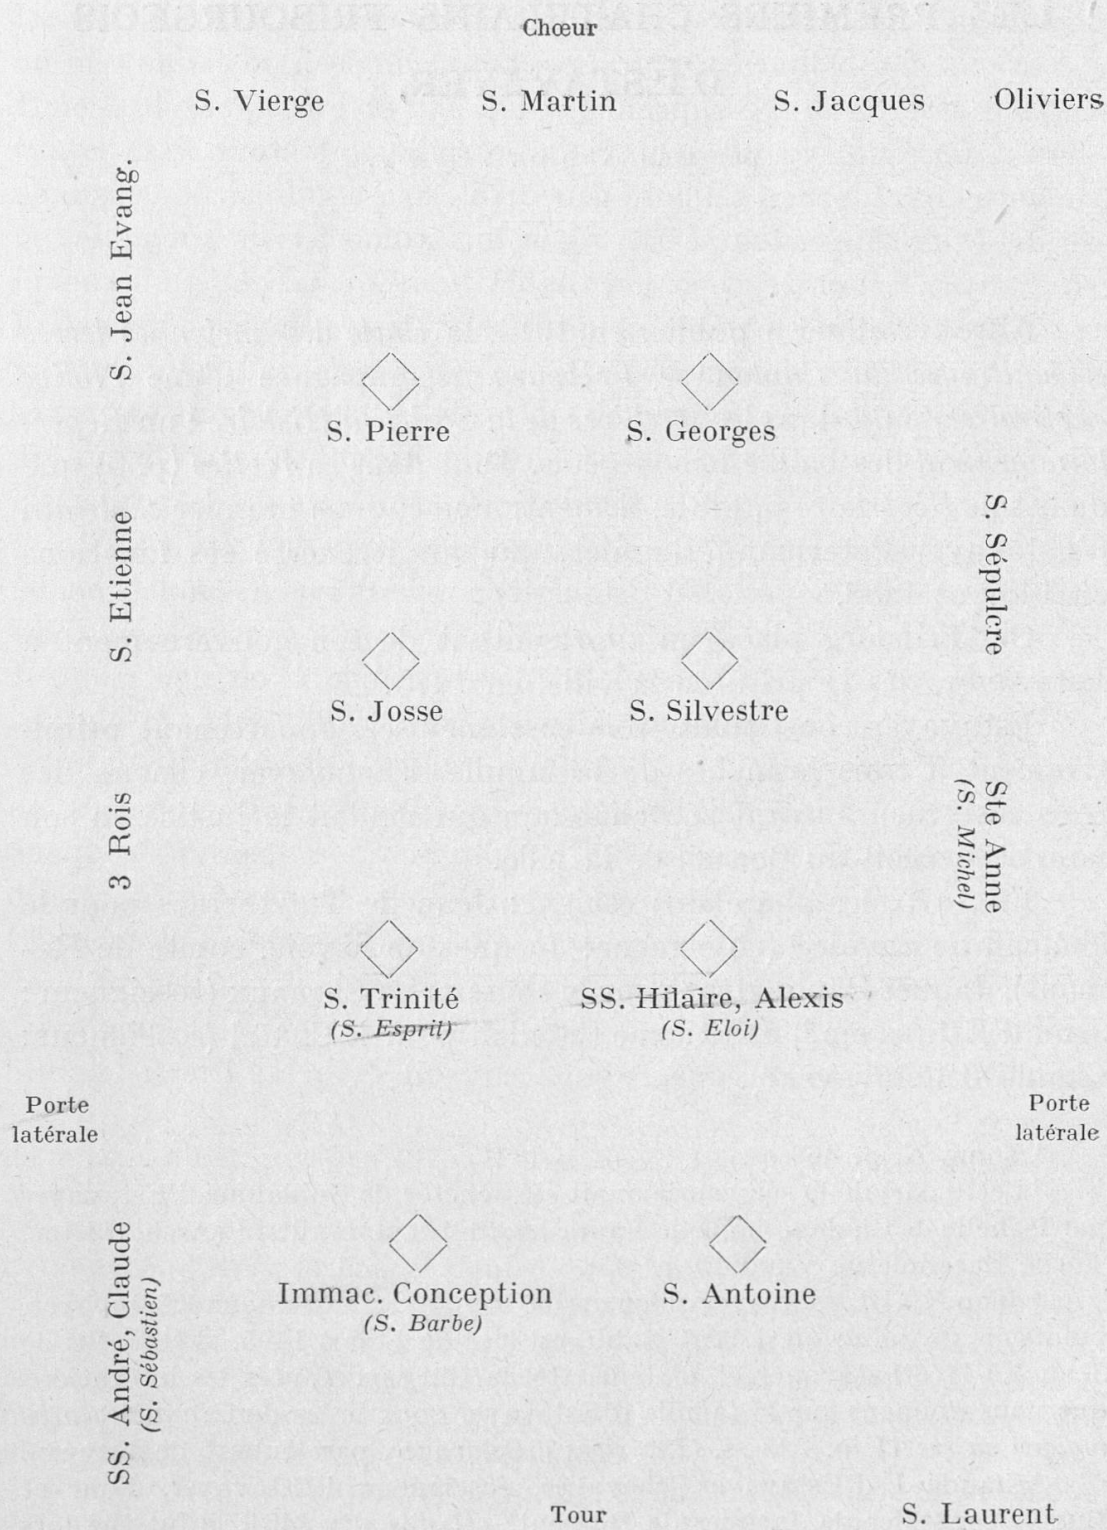 Chœur
S. Vierge
S. Martin
S. Jacques
Oliviers
S. Jean Evang.
S. Pierre
S. Georges
S. Etienne
S. Sépulcre
S. Josse
S. Silvestre
3 Rois
Ste Anne
(S. Michel)
S. Trinité
(S. Esprit)
SS. Hilaire, Alexis
(S. Eloi)
Porte
latérale
Porte
latérale
SS. André, Claude
(S. Sébastien)
Immac. Conception
(S. Barbe)
S. Antoine
Tour
S. Laurent